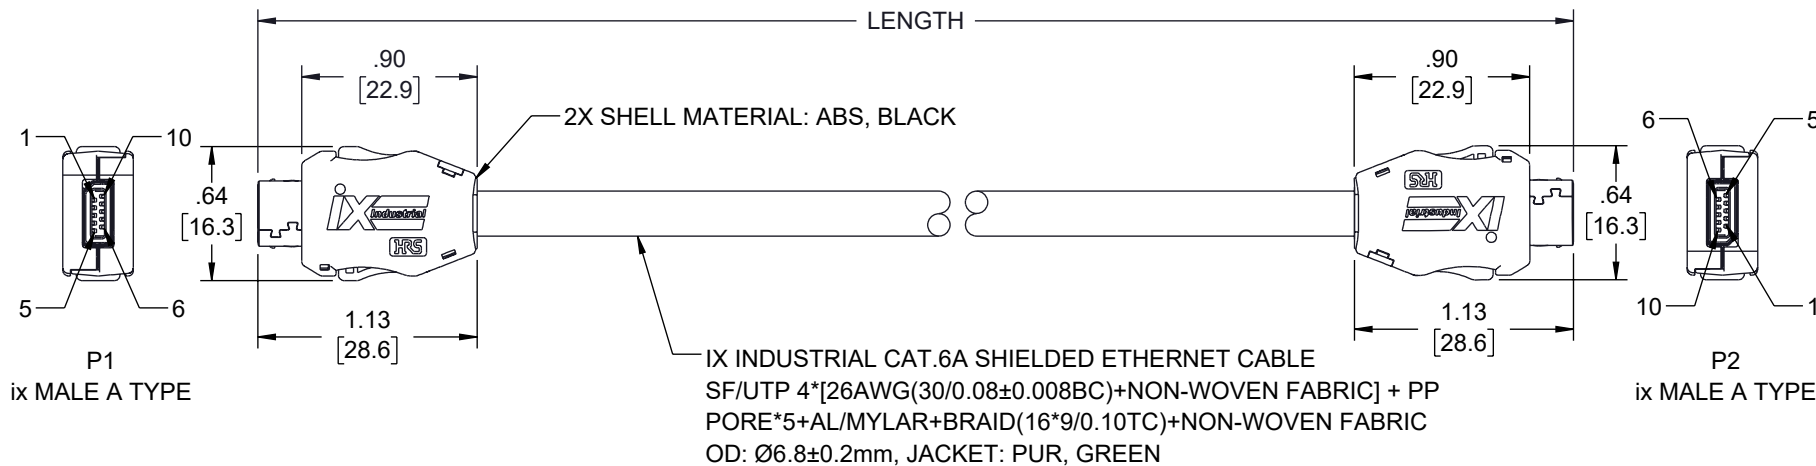 LENGTH
.90
[22.9]
.90
[22.9]
2X SHELL MATERIAL: ABS, BLACK
1
10
6
5
.64
[16.3]
.64
[16.3]
ix Industrial
HRS
HRS
ix Industrial
5
6
10
1
1.13
[28.6]
1.13
[28.6]
P1
ix MALE A TYPE
P2
ix MALE A TYPE
IX INDUSTRIAL CAT.6A SHIELDED ETHERNET CABLE
SF/UTP 4*[26AWG(30/0.08±0.008BC)+NON-WOVEN FABRIC] + PP
PORE*5+AL/MYLAR+BRAID(16*9/0.10TC)+NON-WOVEN FABRIC
OD: Ø6.8±0.2mm, JACKET: PUR, GREEN